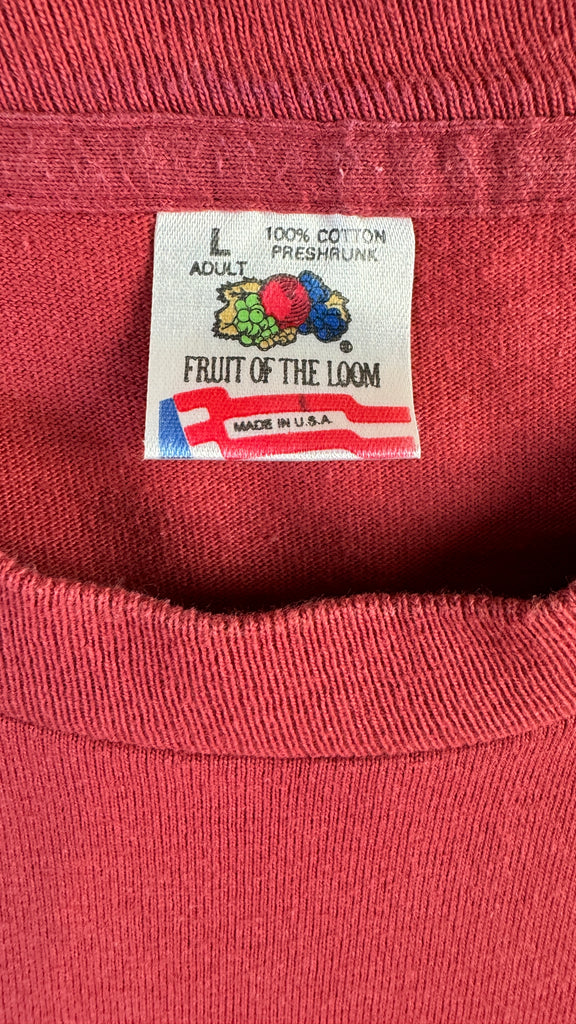 L 100% COTTON
ADULT PRESHRUNK
®
FRUIT OF THE LOOM
MADE IN U.S.A.